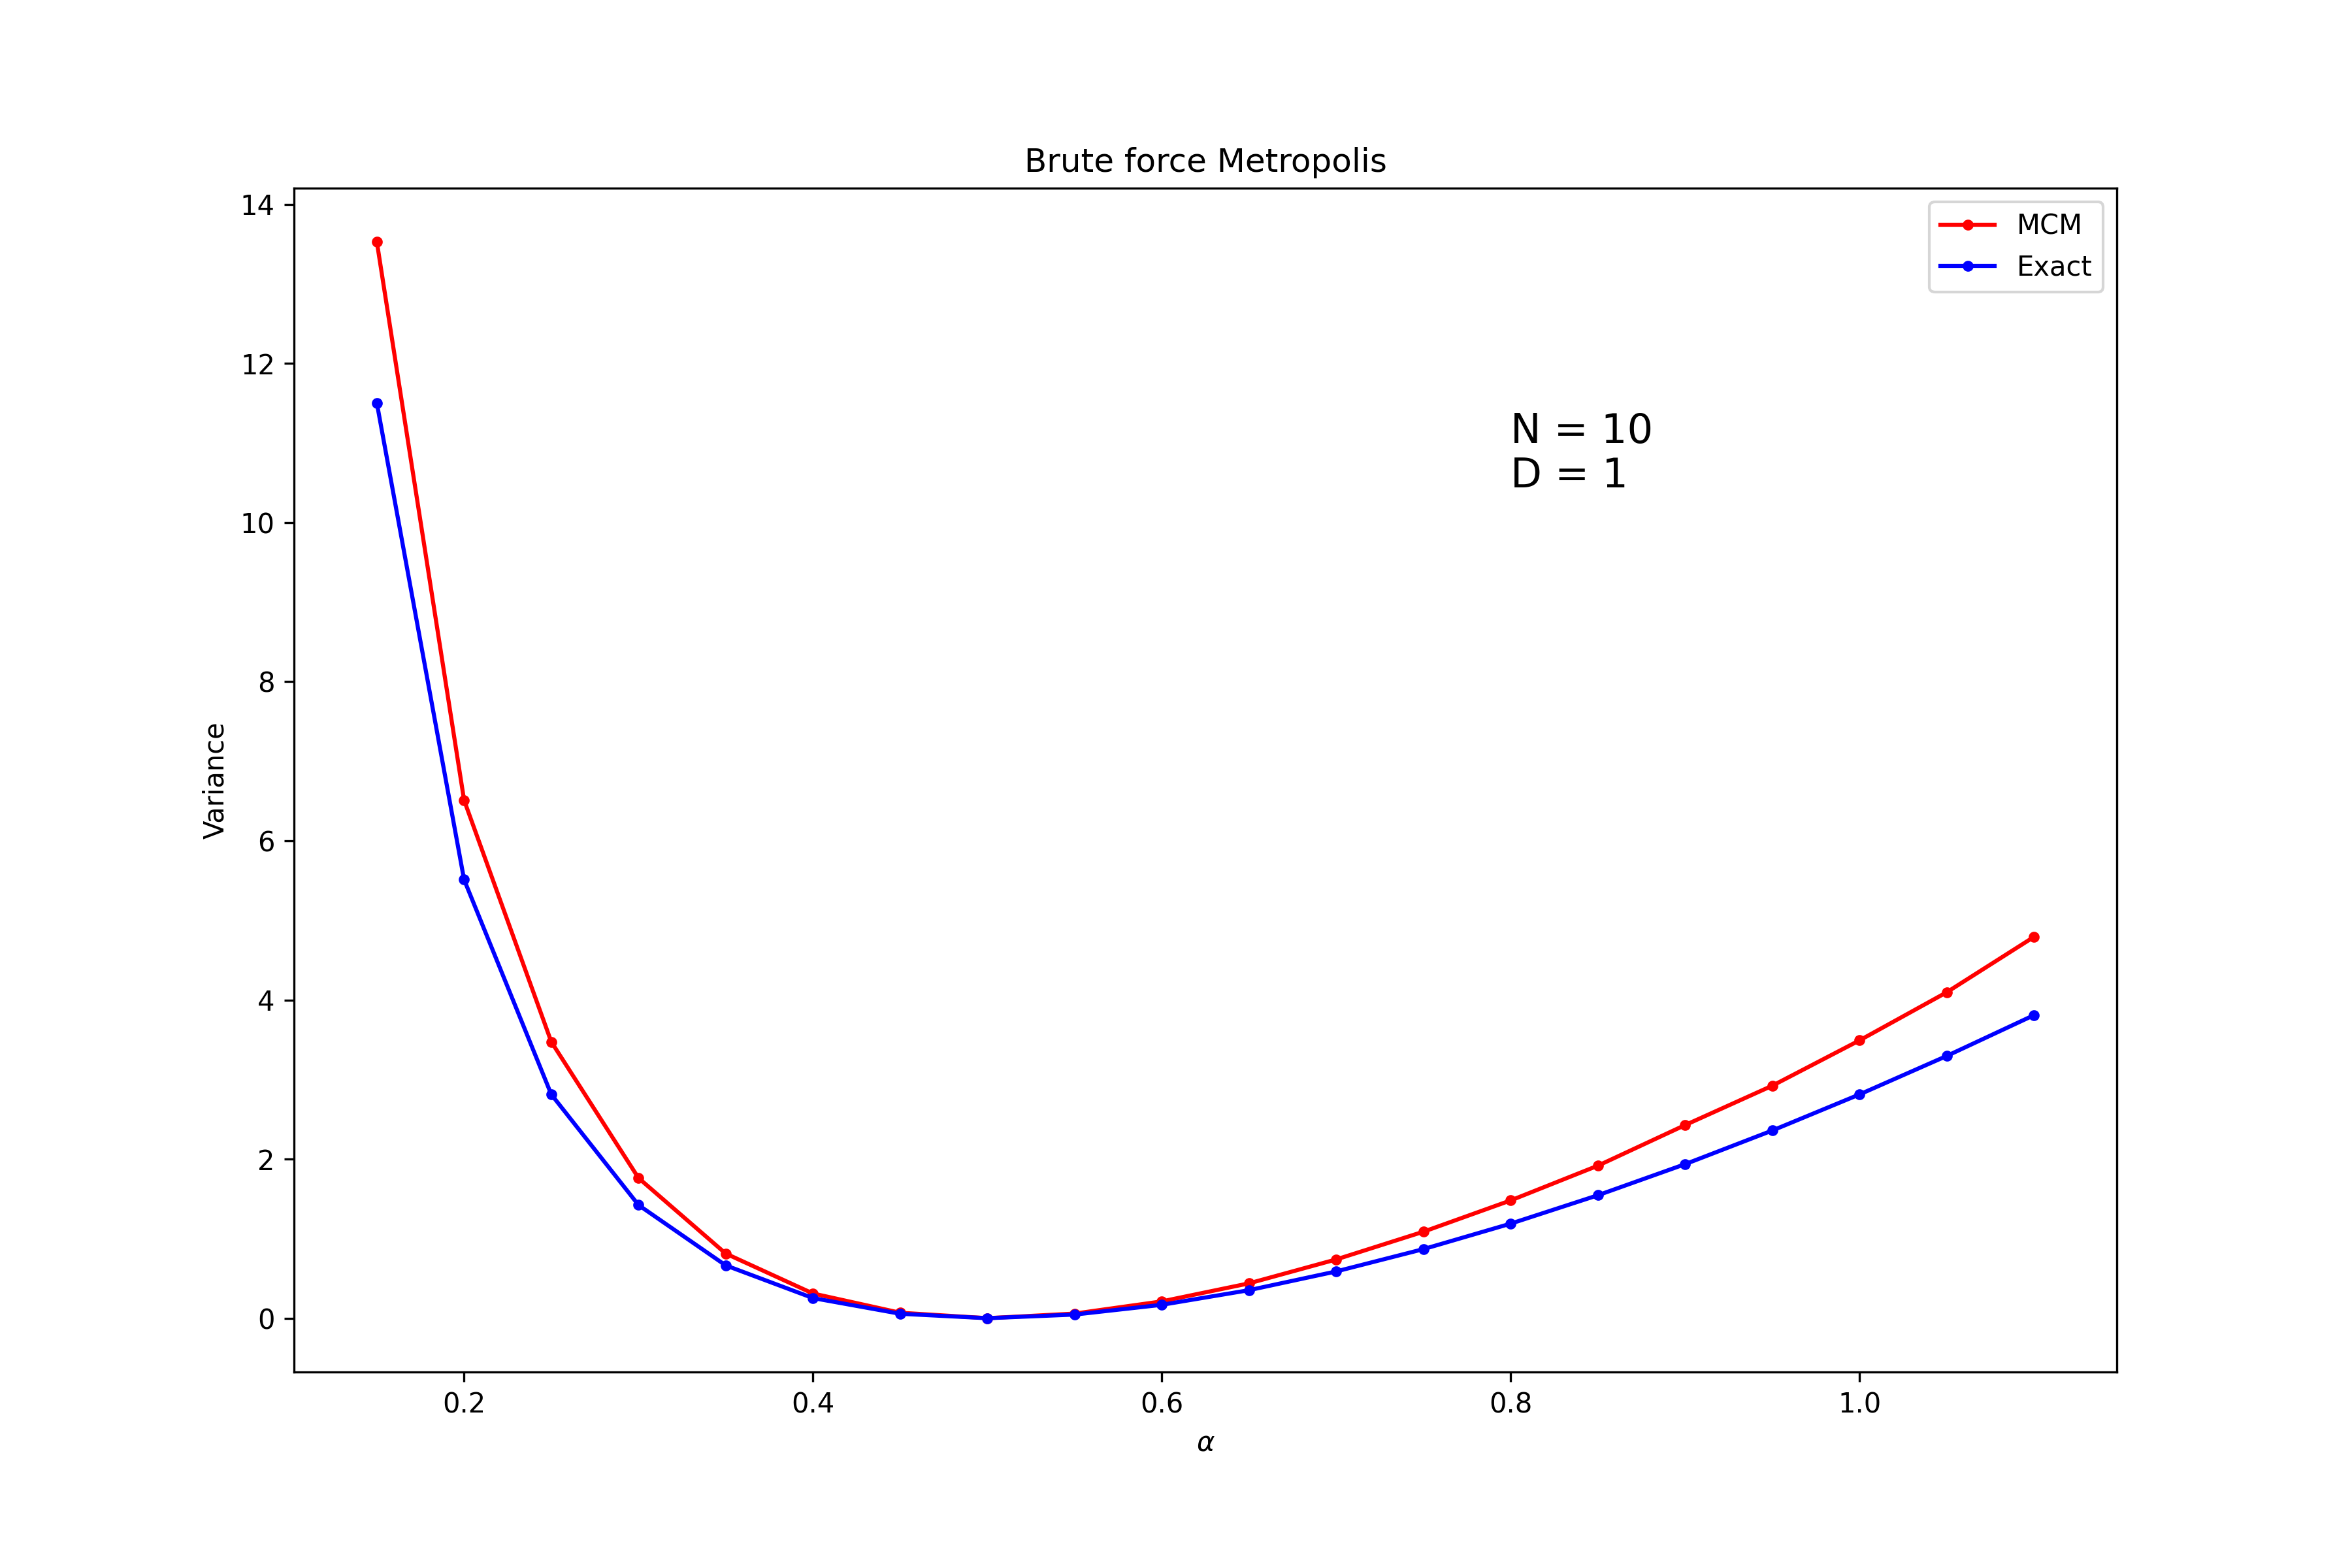 Brute force Metropolis
14
12
10
8
6
4
2
0
Variance
MCM
Exact
N = 10
D = 1
0.2
0.4
0.6
0.8
1.0
α